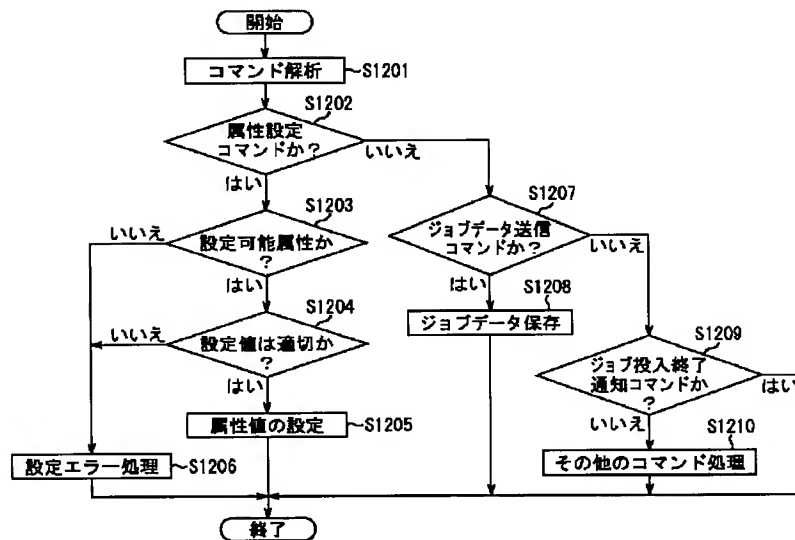 開始
コマンド解析
S1201
S1202
属性設定
コマンドか?
いいえ
はい
S1203
いいえ
設定可能属性か
?
はい
S1207
ジョブデータ送信
コマンドか?
いいえ
はい
S1208
ジョブデータ保存
S1204
いいえ
設定値は適切か
?
はい
S1209
ジョブ投入終了
通知コマンドか
?
はい
いいえ
属性値の設定
S1205
S1210
その他のコマンド処理
設定エラー処理
S1206
終了